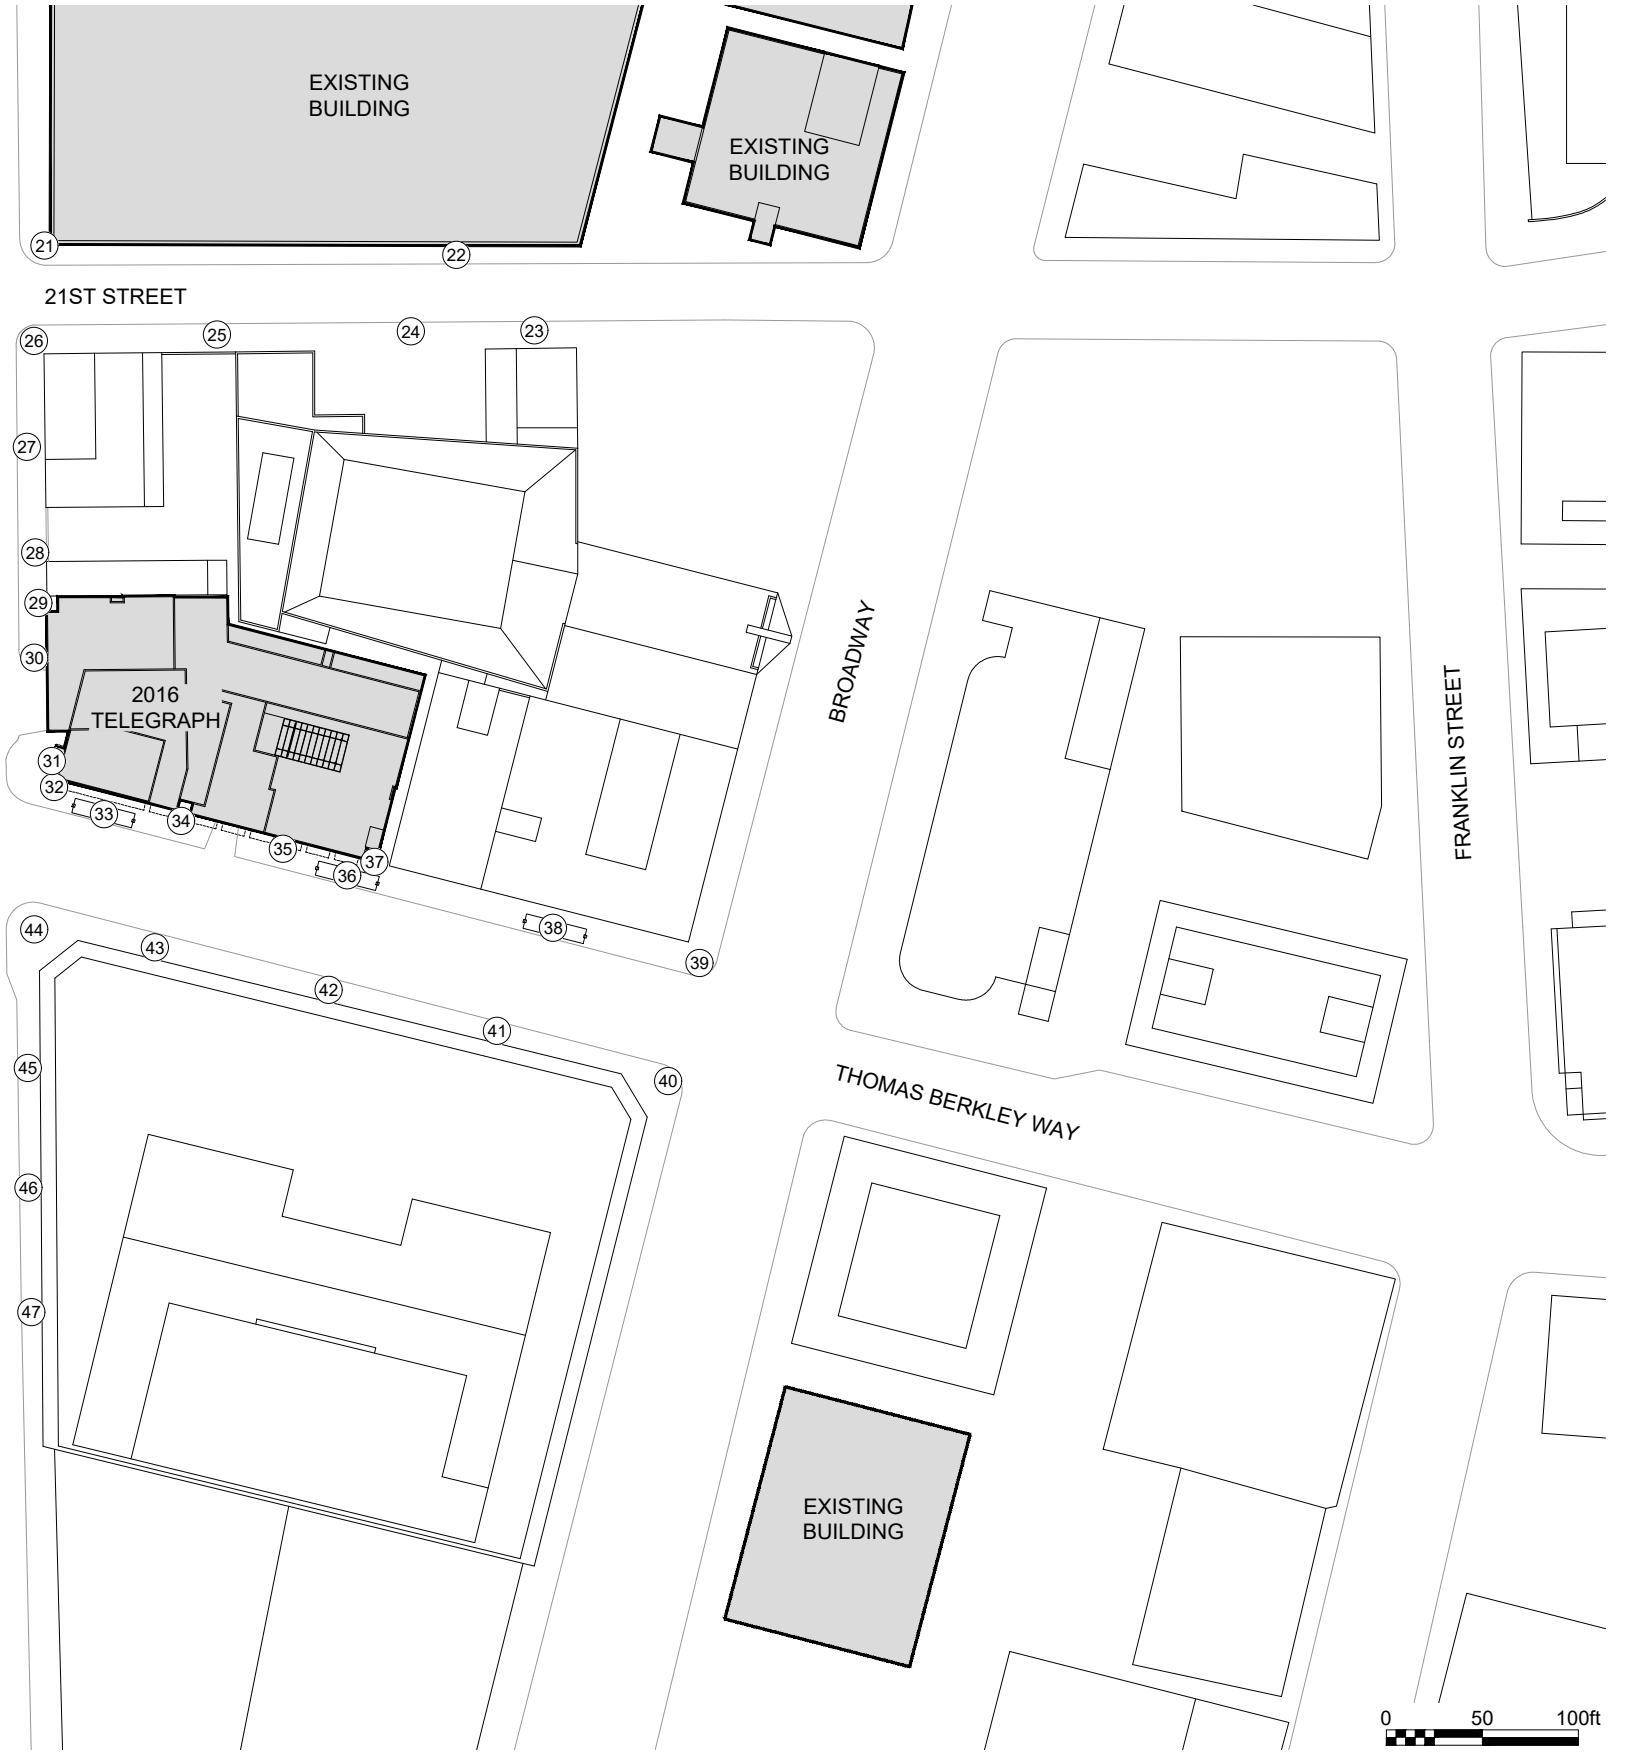 EXISTING
BUILDING
EXISTING
BUILDING
21
22
21ST STREET
26
25
24
23
27
28
29
30
2016
TELEGRAPH
BROADWAY
FRANKLIN STREET
31
32
33
34
35
36
37
38
39
44
43
42
41
40
45
46
47
THOMAS BERKLEY WAY
EXISTING
BUILDING
0 50 100ft